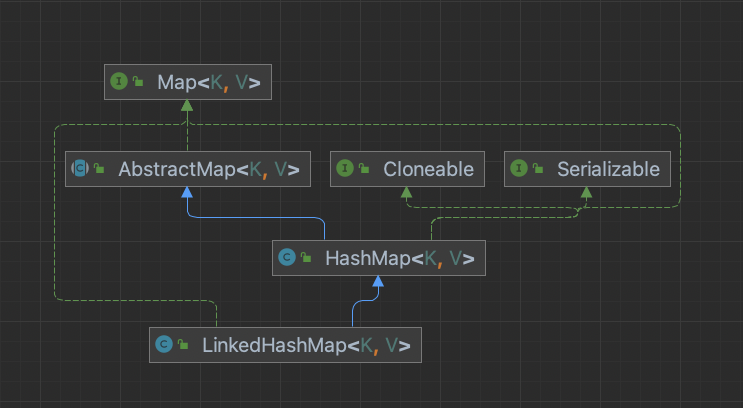 I Map<K, V>
C AbstractMap<K, V>
I Cloneable
I Serializable
C HashMap<K, V>
C LinkedHashMap<K, V>